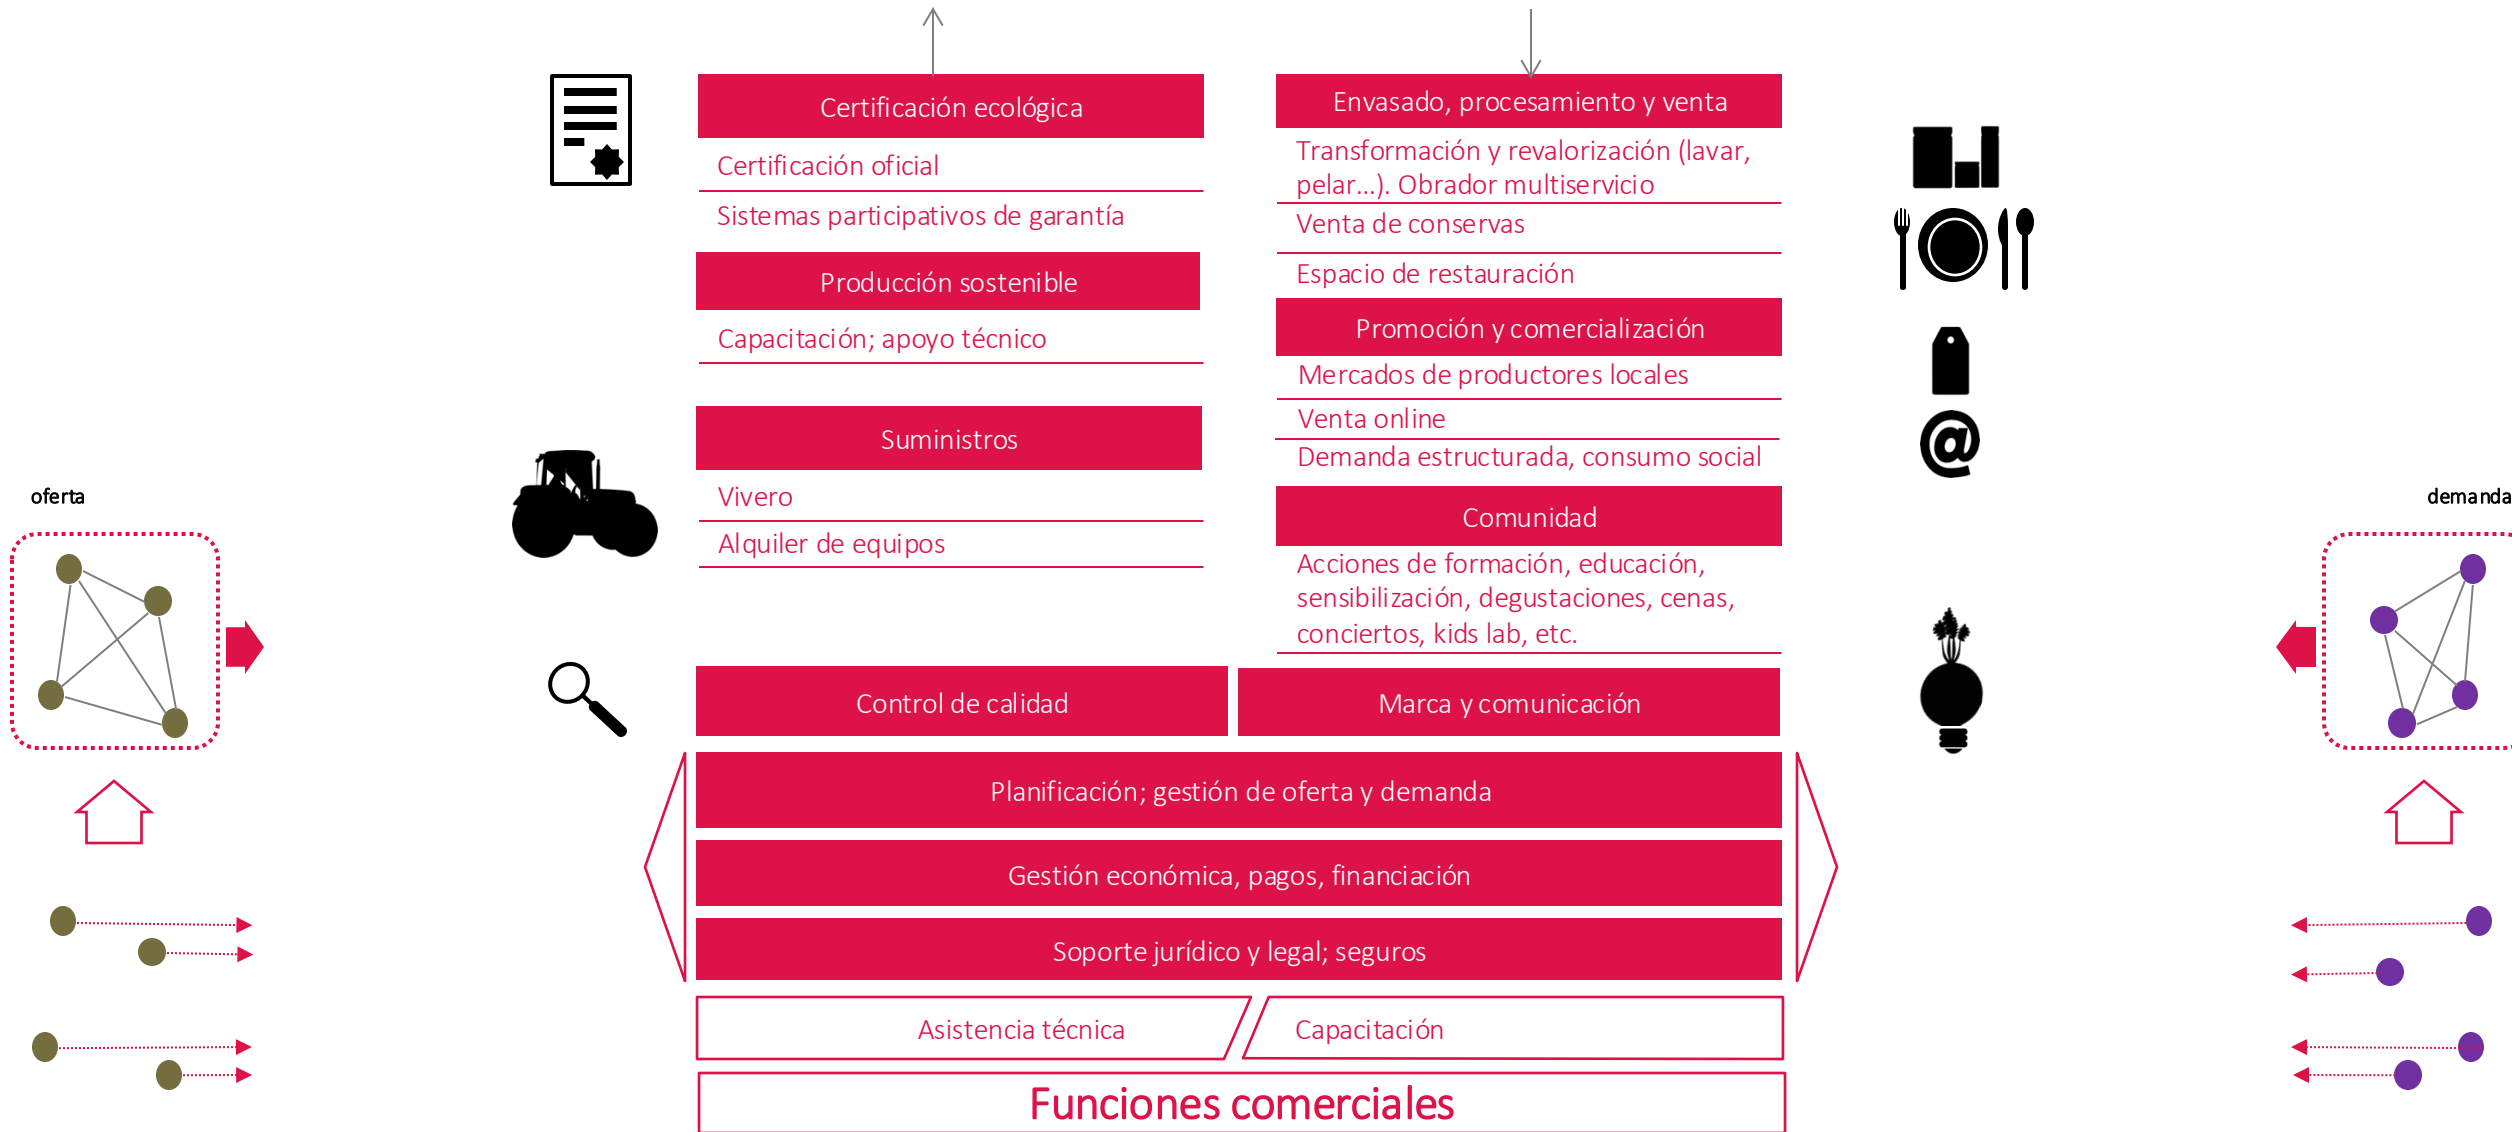 oferta
Certificación ecológica
Certificación oficial
Sistemas participativos de garantía
Producción sostenible
Capacitación; apoyo técnico
Suministros
Vivero
Alquiler de equipos
Envasado, procesamiento y venta
Transformación y revalorización (lavar,
pelar...). Obrador multiservicio
Venta de conservas
Espacio de restauración
Promoción y comercialización
Mercados de productores locales
Venta online
Demanda estructurada, consumo social
Comunidad
Acciones de formación, educación,
sensibilización, degustaciones, cenas,
conciertos, kids lab, etc.
demanda
Control de calidad
Marca y comunicación
Planificación; gestión de oferta y demanda
Gestión económica, pagos, financiación
Soporte jurídico y legal; seguros
Asistencia técnica
Capacitación
Funciones comerciales